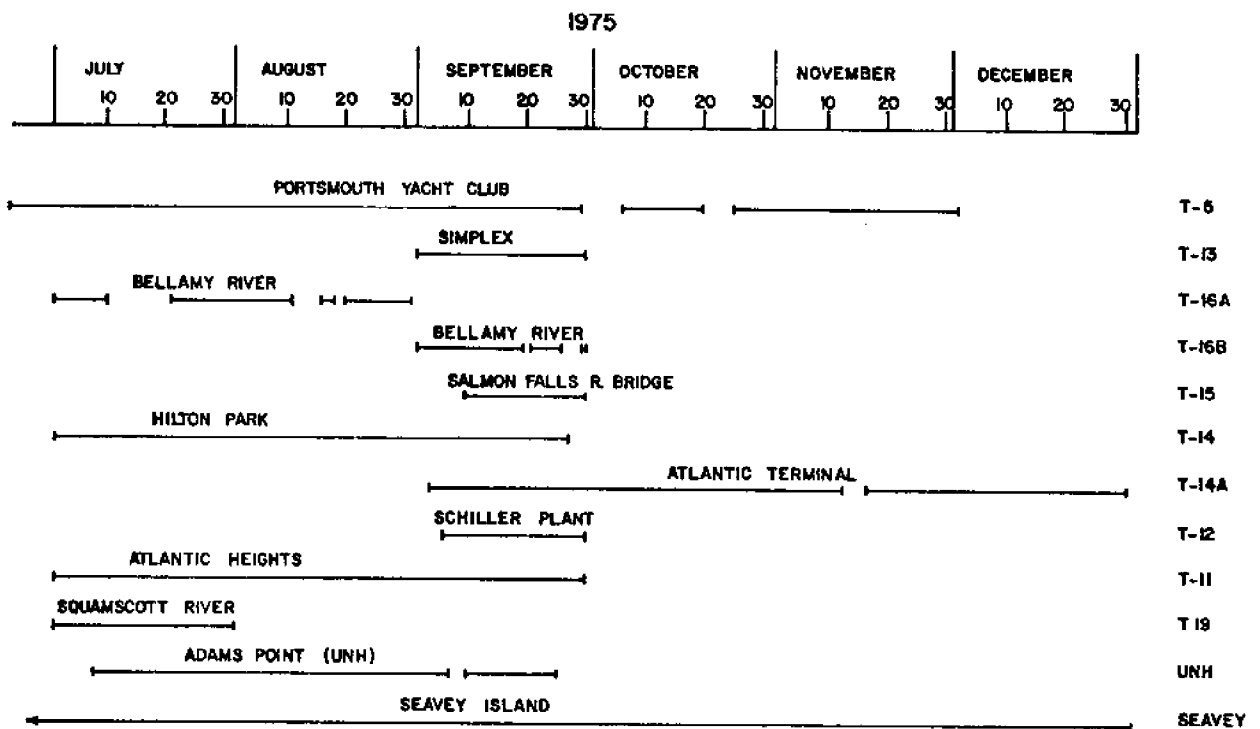 1975
JULY AUGUST SEPTEMBER OCTOBER NOVEMBER DECEMBER
10 20 30 10 20 30 10 20 30 10 20 30 10 20 30 10 20 30
PORTSMOUTH YACHT CLUB T-6
SIMPLEX T-13
BELLAMY RIVER T-16A
BELLAMY RIVER T-16B
SALMON FALLS R. BRIDGE T-15
HILTON PARK T-14
ATLANTIC TERMINAL T-14A
SCHILLER PLANT T-12
ATLANTIC HEIGHTS T-11
SQUAMSCOTT RIVER T 19
ADAMS POINT (UNH) UNH
SEAVEY ISLAND SEAVEY